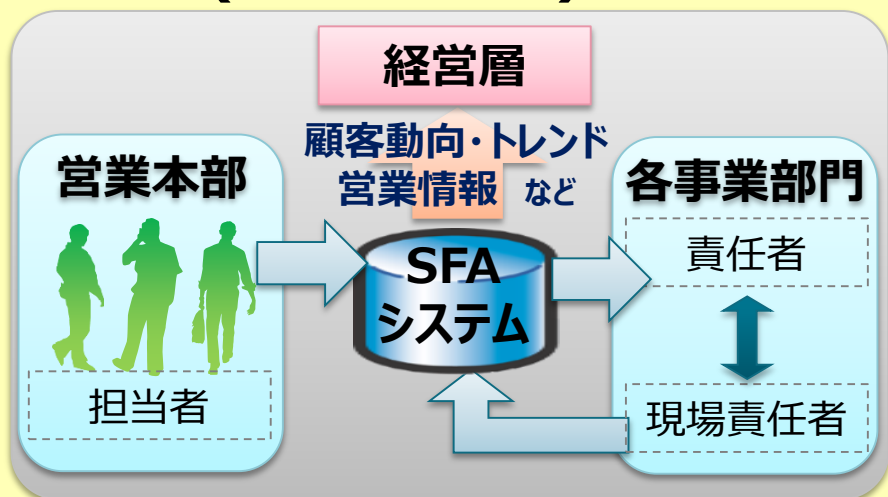 経営層
顧客動向・トレンド
営業情報 など
営業本部
担当者
SFA
システム
各事業部門
責任者
現場責任者